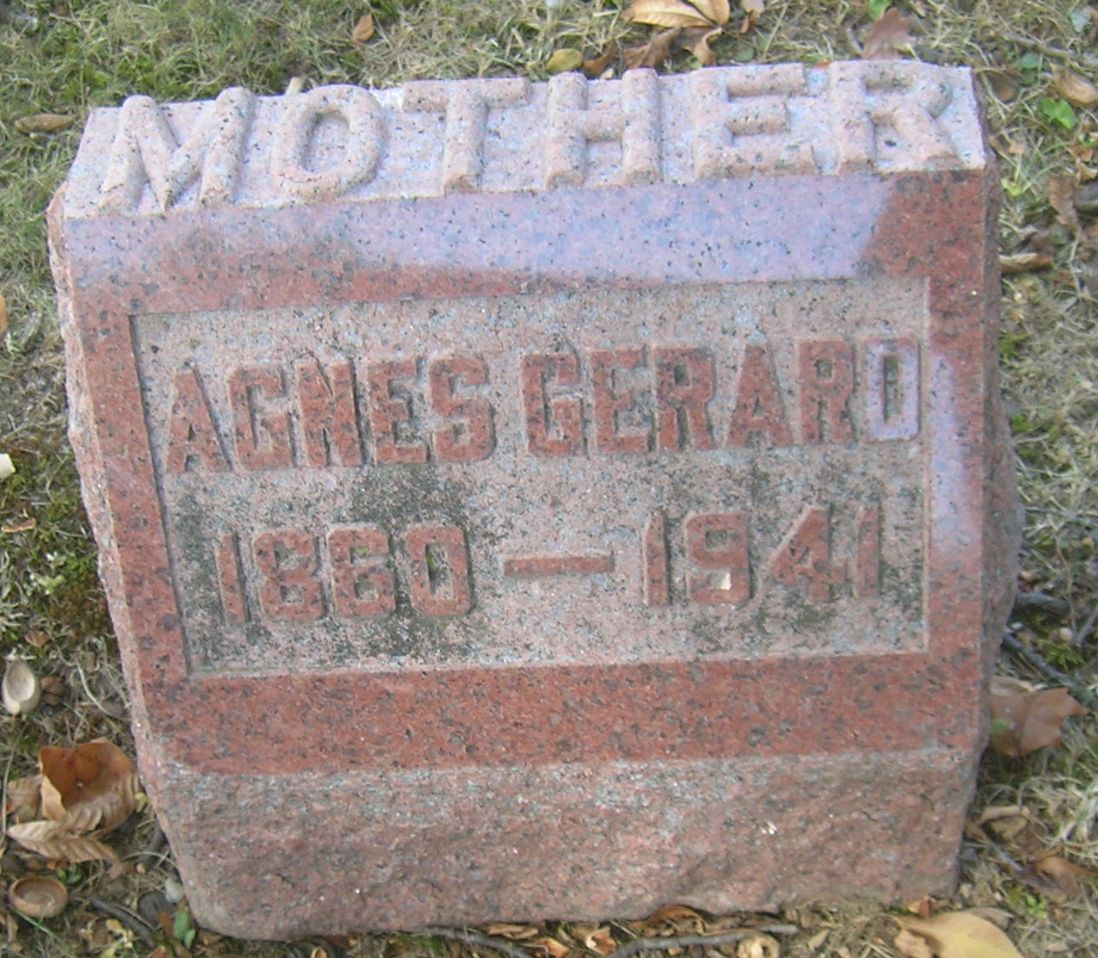 MOTHER
AGNES GERARD
1860 — 1941